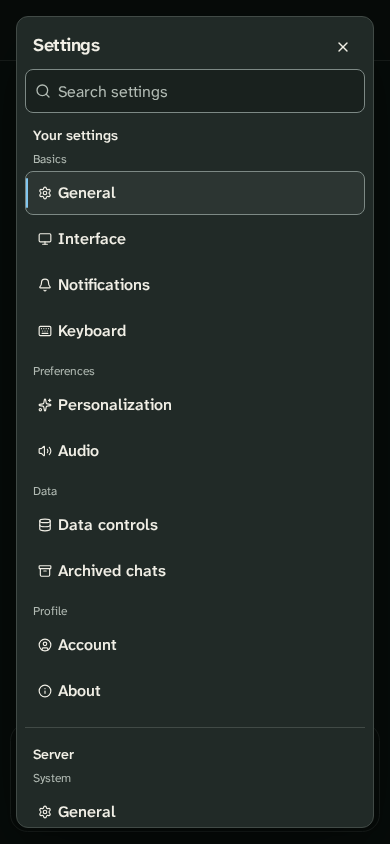 Settings
Search settings
Your settings
Basics
General
Interface
Notifications
Keyboard
Preferences
Personalization
Audio
Data
Data controls
Archived chats
Profile
Account
About
Server
System
General